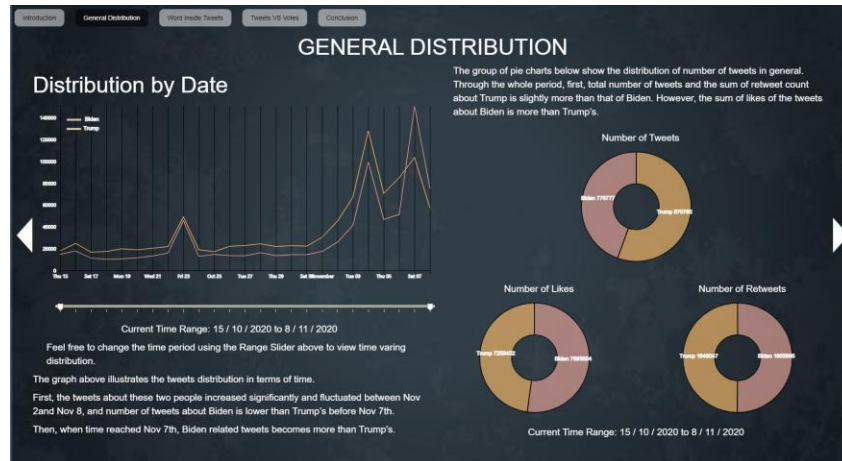 Introduction
General Distribution
Word Inside Tweets
Tweets VS Votes
Conclusion
GENERAL DISTRIBUTION
Distribution by Date
Biden
Trump
140000
120000
100000
80000
60000
40000
20000
0
Thu 15
Sat 17
Mon 19
Wed 21
Fri 23
Oct 25
Tue 27
Thu 29
Sat 31
November
Tue 03
Thu 05
Sat 07
Current Time Range: 15 / 10 / 2020 to 8 / 11 / 2020
Feel free to change the time period using the Range Slider above to view time varing
distribution.
The graph above illustrates the tweets distribution in terms of time.
First, the tweets about these two people increased significantly and fluctuated between Nov
2and Nov 8, and number of tweets about Biden is lower than Trump's before Nov 7th.
Then, when time reached Nov 7th, Biden related tweets becomes more than Trump's.
The group of pie charts below show the distribution of number of tweets in general.
Through the whole period, first, total number of tweets and the sum of retweet count
about Trump is slightly more than that of Biden. However, the sum of likes of the tweets
about Biden is more than Trump's.
Number of Tweets
Biden
Trump
Number of Likes
Trump
Biden
Number of Retweets
Trump
Biden
Current Time Range: 15 / 10 / 2020 to 8 / 11 / 2020